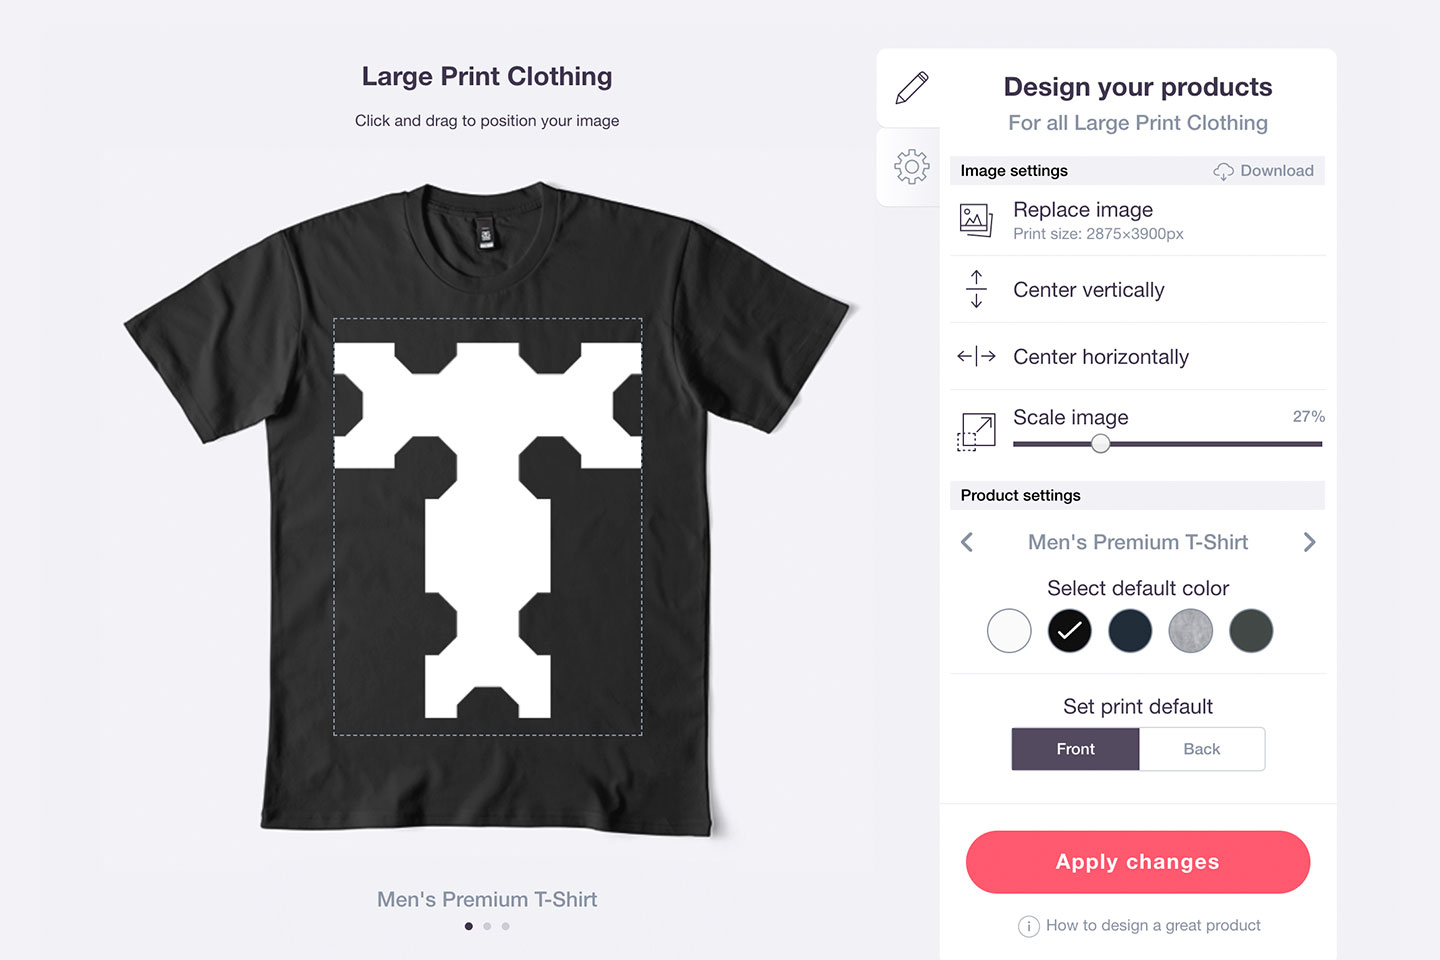 Large Print Clothing
Click and drag to position your image
Men's Premium T-Shirt
Design your products
For all Large Print Clothing
Image settings
Download
Replace image
Print size: 2875×3900px
Center vertically
Center horizontally
Scale image
27%
Product settings
Men's Premium T-Shirt
Select default color
Set print default
Front
Back
Apply changes
How to design a great product